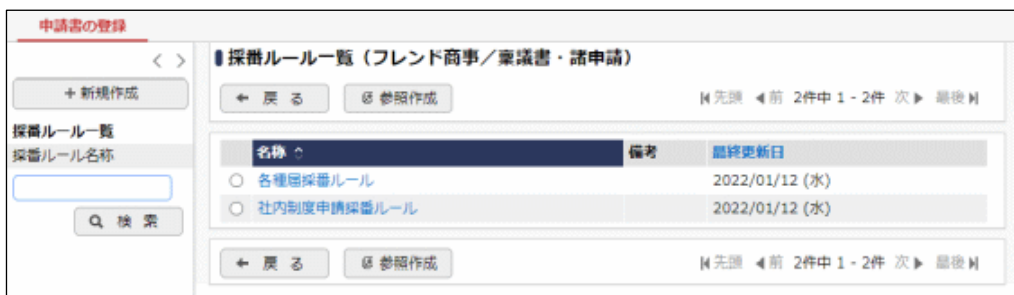 申請書の登録
< >
+ 新規作成
採番ルール一覧
採番ルール名称
検 索
採番ルール一覧（フレンド商事／稟議書・諸申請）
戻 る 参照作成 先頭 前 2件中 1 - 2件 次 最後
名称 備考 最終更新日
各種届採番ルール 2022/01/12 (水)
社内制度申請採番ルール 2022/01/12 (水)
戻 る 参照作成 先頭 前 2件中 1 - 2件 次 最後